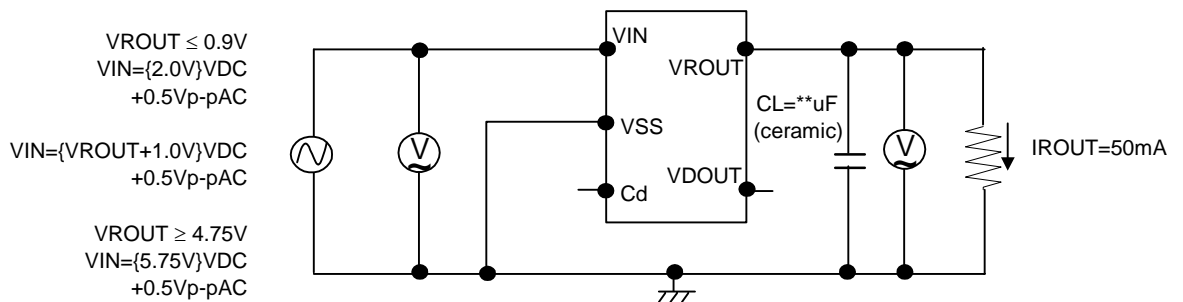 VROUT ≤ 0.9V
VIN={2.0V}VDC
+0.5Vp-pAC
VIN={VROUT+1.0V}VDC
+0.5Vp-pAC
VROUT ≥ 4.75V
VIN={5.75V}VDC
+0.5Vp-pAC
V
VIN
VSS
Cd
VROUT
VDOUT
CL=**uF
(ceramic)
V
IROUT=50mA